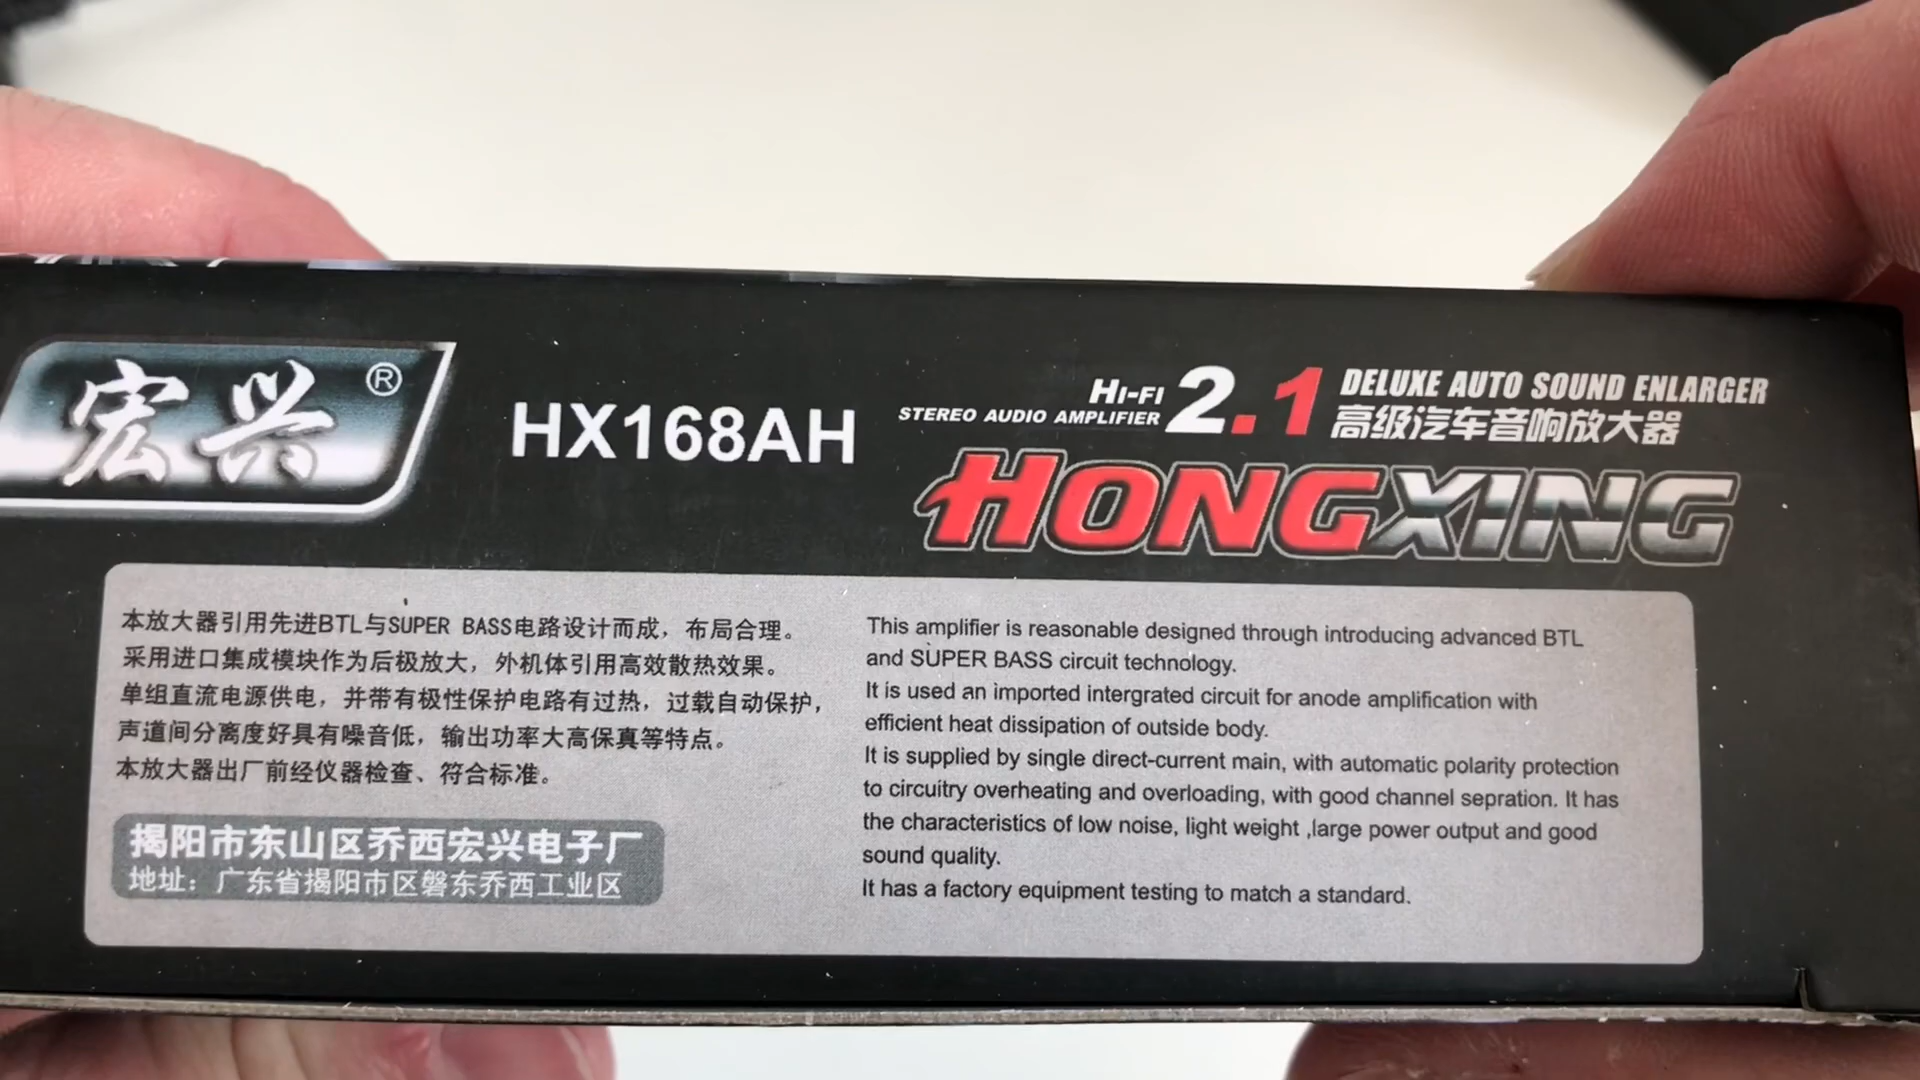 宏兴®
HX168AH
HI-FI
STEREO AUDIO AMPLIFIER
2.1
DELUXE AUTO SOUND ENLARGER
高级汽车音响放大器
HONGXING
本放大器引用先进BTL与SUPER BASS电路设计而成，布局合理。
采用进口集成模块作为后极放大，外机体引用高效散热效果。
单组直流电源供电，并带有极性保护电路有过热，过载自动保护，
声道间分离度好具有噪音低，输出功率大高保真等特点。
本放大器出厂前经仪器检查、符合标准。
揭阳市东山区乔西宏兴电子厂
地址：广东省揭阳市区磐东乔西工业区
This amplifier is reasonable designed through introducing advanced BTL
and SUPER BASS circuit technology.
It is used an imported intergrated circuit for anode amplification with
efficient heat dissipation of outside body.
It is supplied by single direct-current main, with automatic polarity protection
to circuitry overheating and overloading, with good channel sepration. It has
the characteristics of low noise, light weight ,large power output and good
sound quality.
It has a factory equipment testing to match a standard.